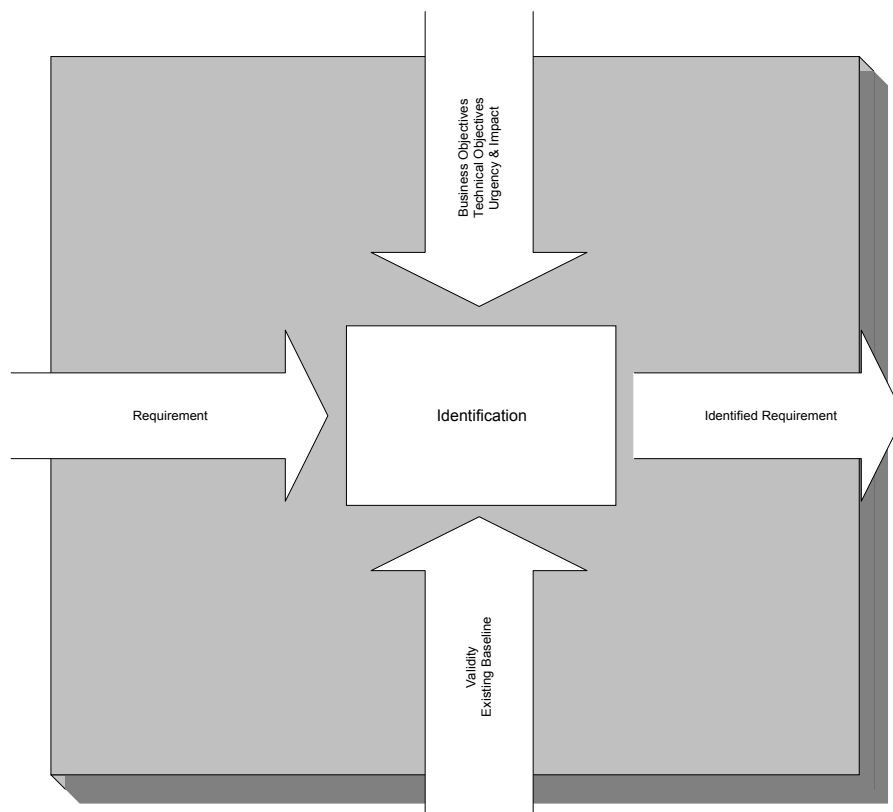 Business Objectives
Technical Objectives
Urgency & Impact
Requirement
Identification
Identified Requirement
Validity
Existing Baseline